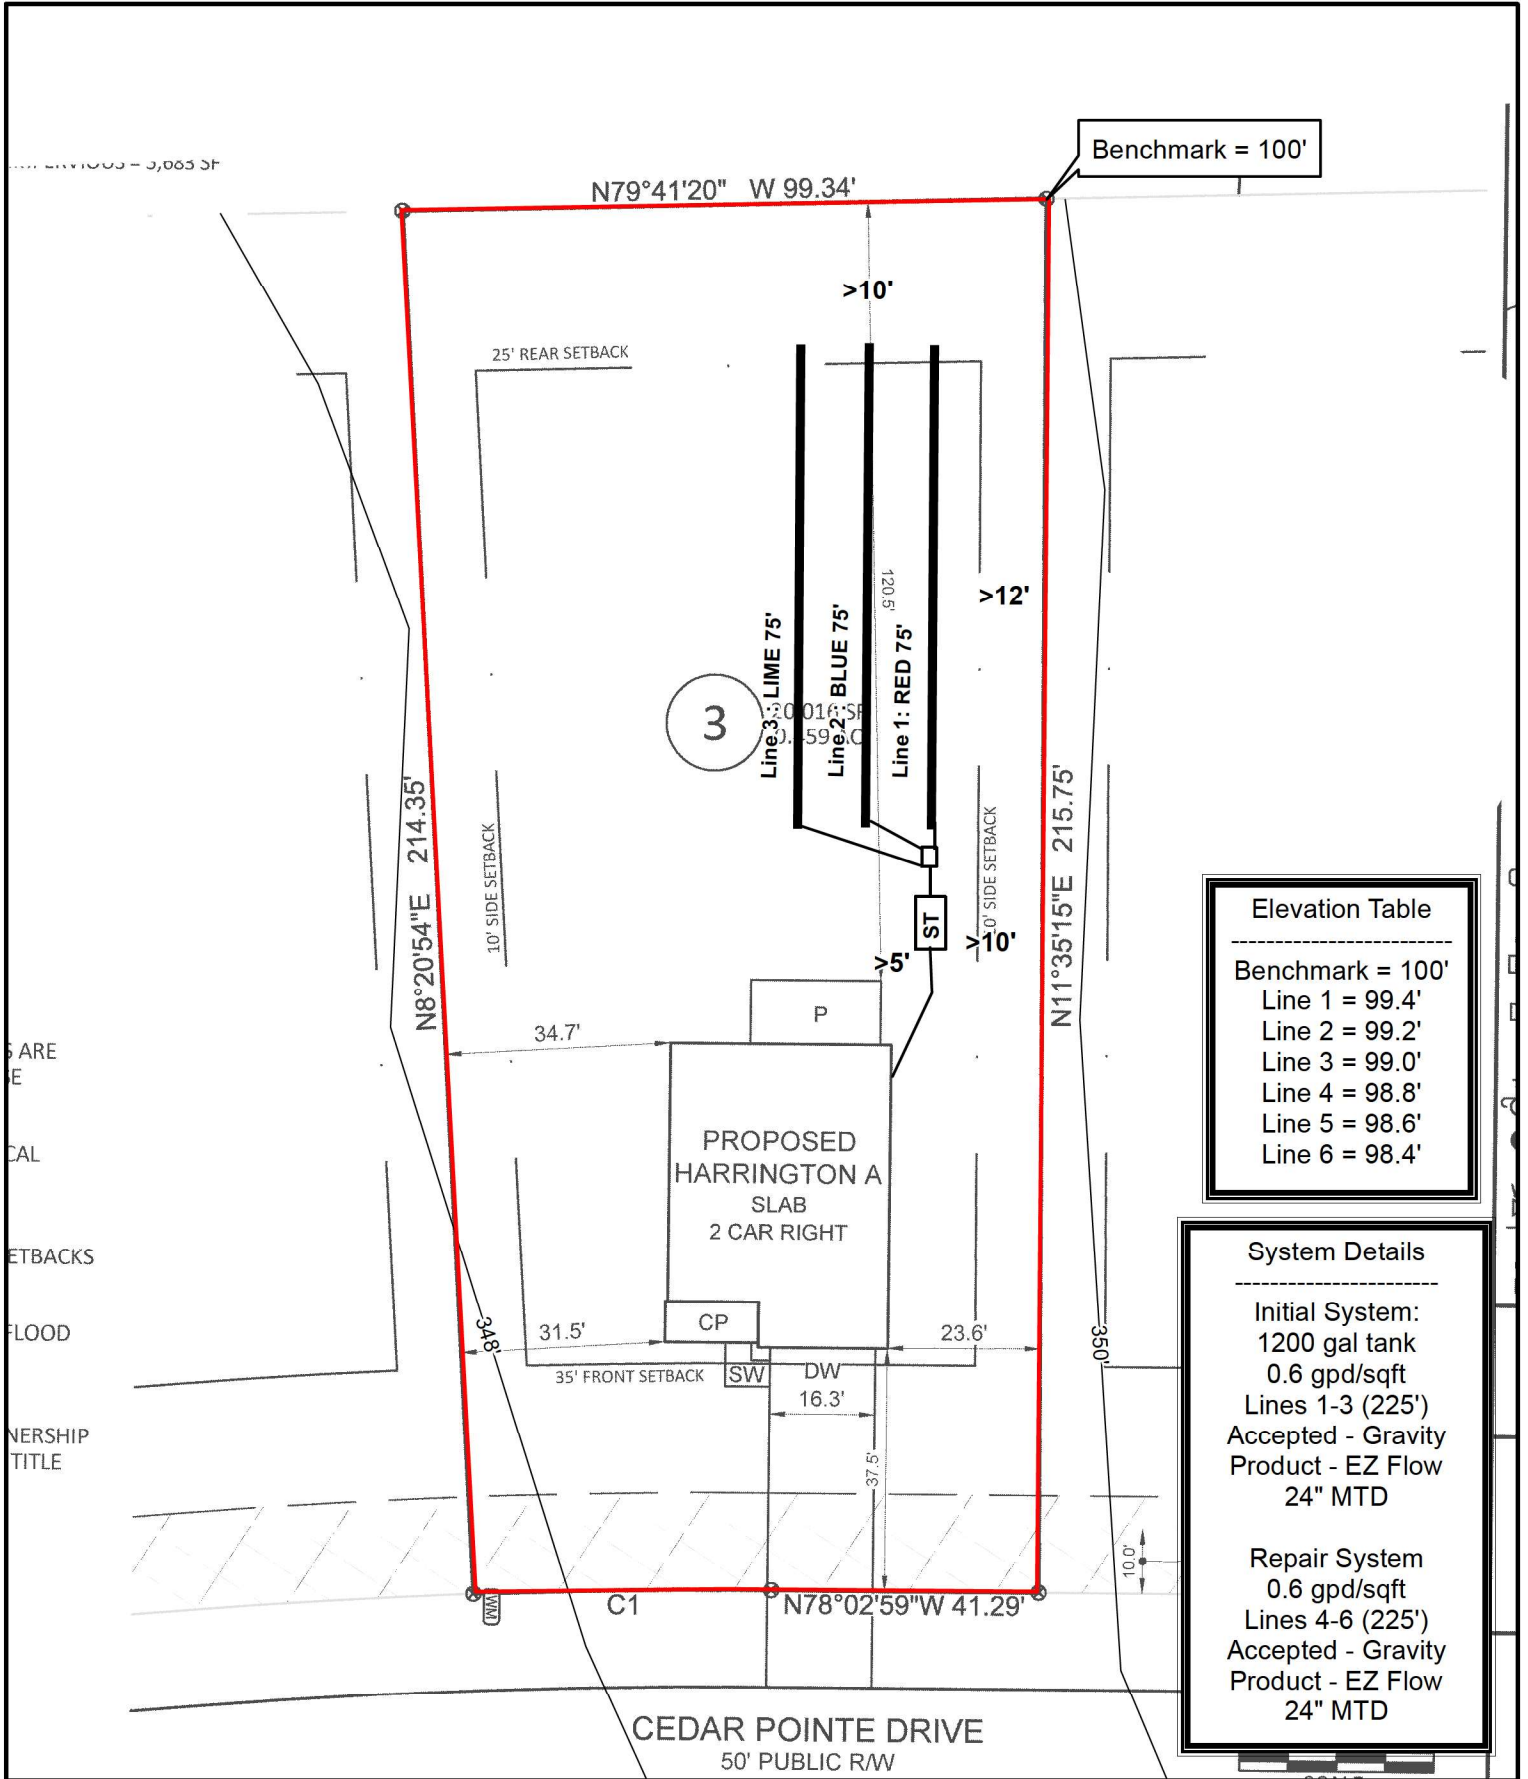 5,683 SF
Benchmark = 100'
N79°41'20" W 99.34'
>10'
25' REAR SETBACK
120.5'
>12'
Line 3: LIME 75'
Line 2: BLUE 75'
Line 1: RED 75'
3
N8°20'54"E 214.35'
10' SIDE SETBACK
N11°35'15"E 215.75'
ST
>10'
>5'
P
34.7'
PROPOSED
HARRINGTON A
SLAB
2 CAR RIGHT
CP
31.5'
23.6'
348'
350'
35' FRONT SETBACK
SW
DW
16.3'
37.5'
10.0'
WM
C1
N78°02'59"W 41.29'
CEDAR POINTE DRIVE
50' PUBLIC R/W
ARE
CAL
ETBACKS
FLOOD
NERSHIP
TITLE
Elevation Table
-------------------------
Benchmark = 100'
Line 1 = 99.4'
Line 2 = 99.2'
Line 3 = 99.0'
Line 4 = 98.8'
Line 5 = 98.6'
Line 6 = 98.4'
System Details
-----------------------
Initial System:
1200 gal tank
0.6 gpd/sqft
Lines 1-3 (225')
Accepted - Gravity
Product - EZ Flow
24" MTD
Repair System
0.6 gpd/sqft
Lines 4-6 (225')
Accepted - Gravity
Product - EZ Flow
24" MTD